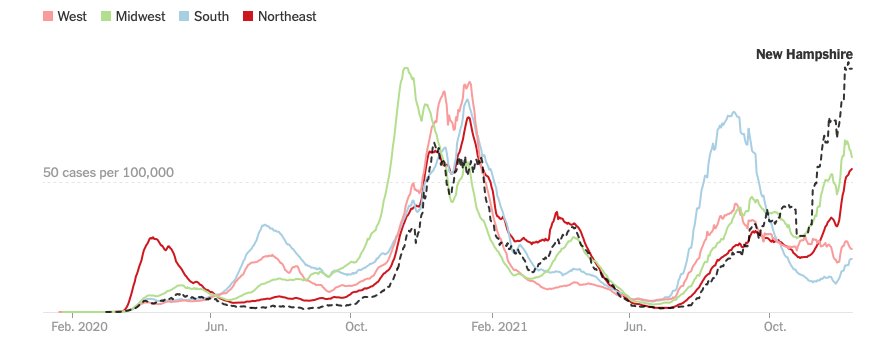 West Midwest South Northeast
New Hampshire
50 cases per 100,000
Feb. 2020 Jun. Oct. Feb. 2021 Jun. Oct.